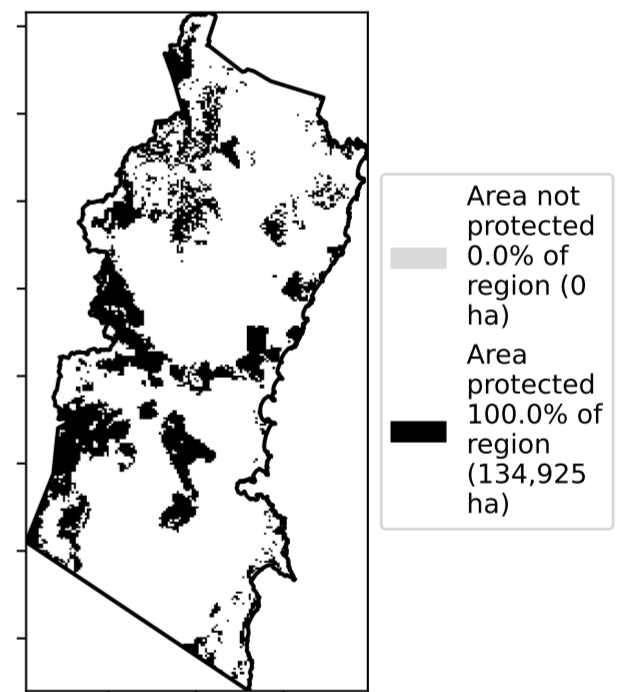 Area not
protected
0.0% of
region (0
ha)
Area
protected
100.0% of
region
(134,925
ha)